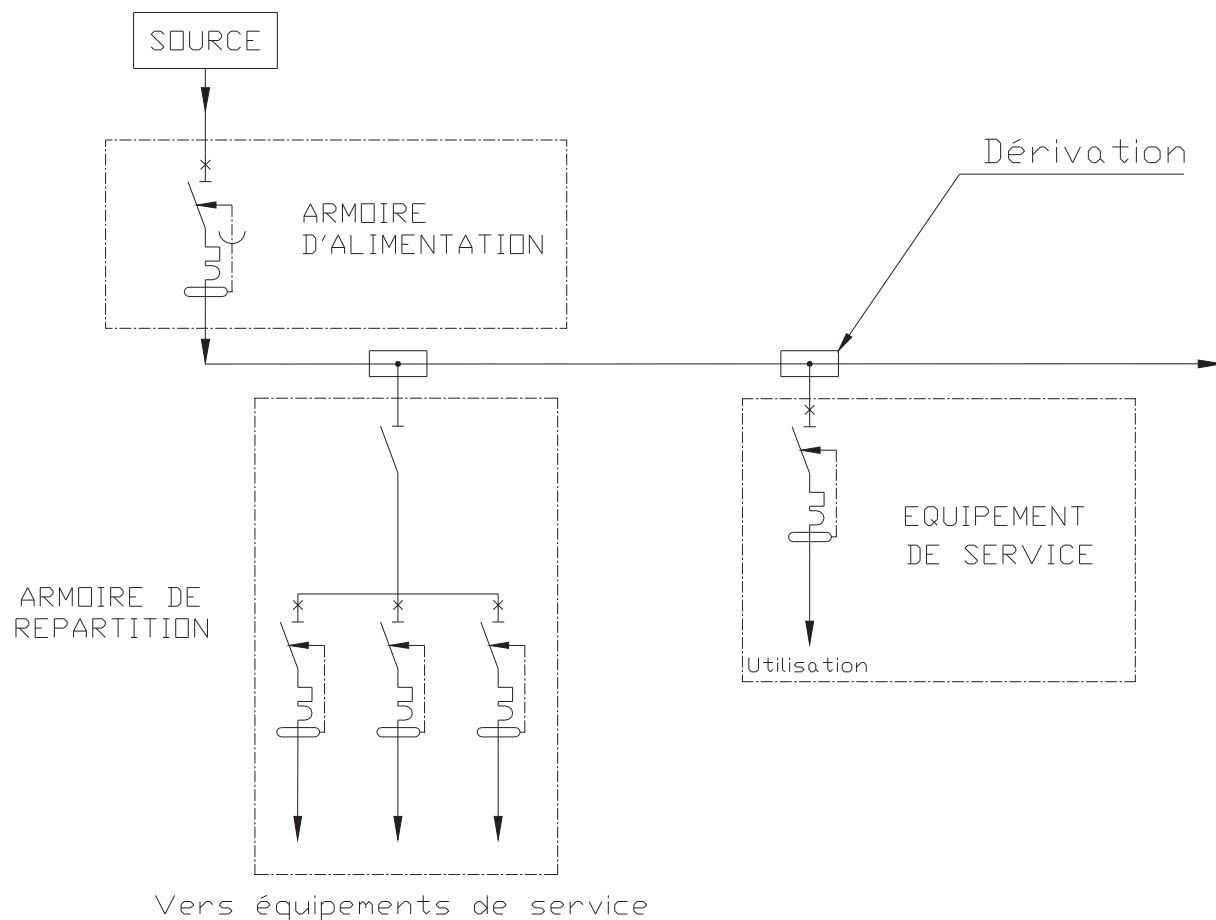 SOURCE
Dérivation
ARMOIRE
D'ALIMENTATION
EQUIPEMENT
DE SERVICE
ARMOIRE DE
REPARTITION
Utilisation
Vers équipements de service